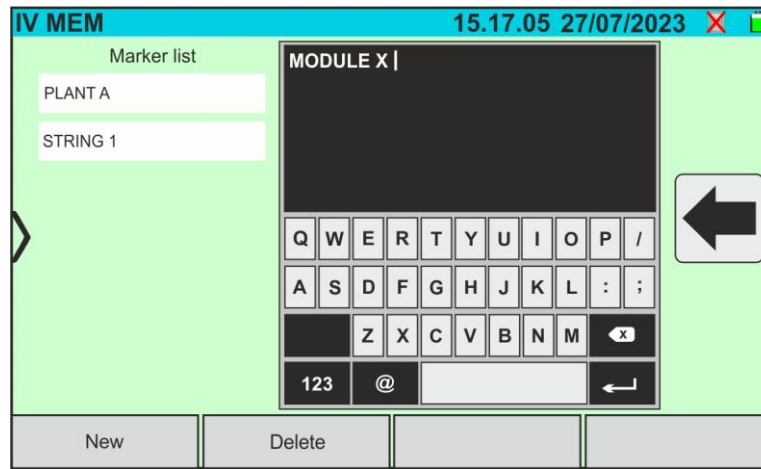 IV MEM 15.17.05 27/07/2023
Marker list
PLANT A
STRING 1
MODULE X
Q W E R T Y U I O P /
A S D F G H J K L : ;
Z X C V B N M X
123 @
New Delete